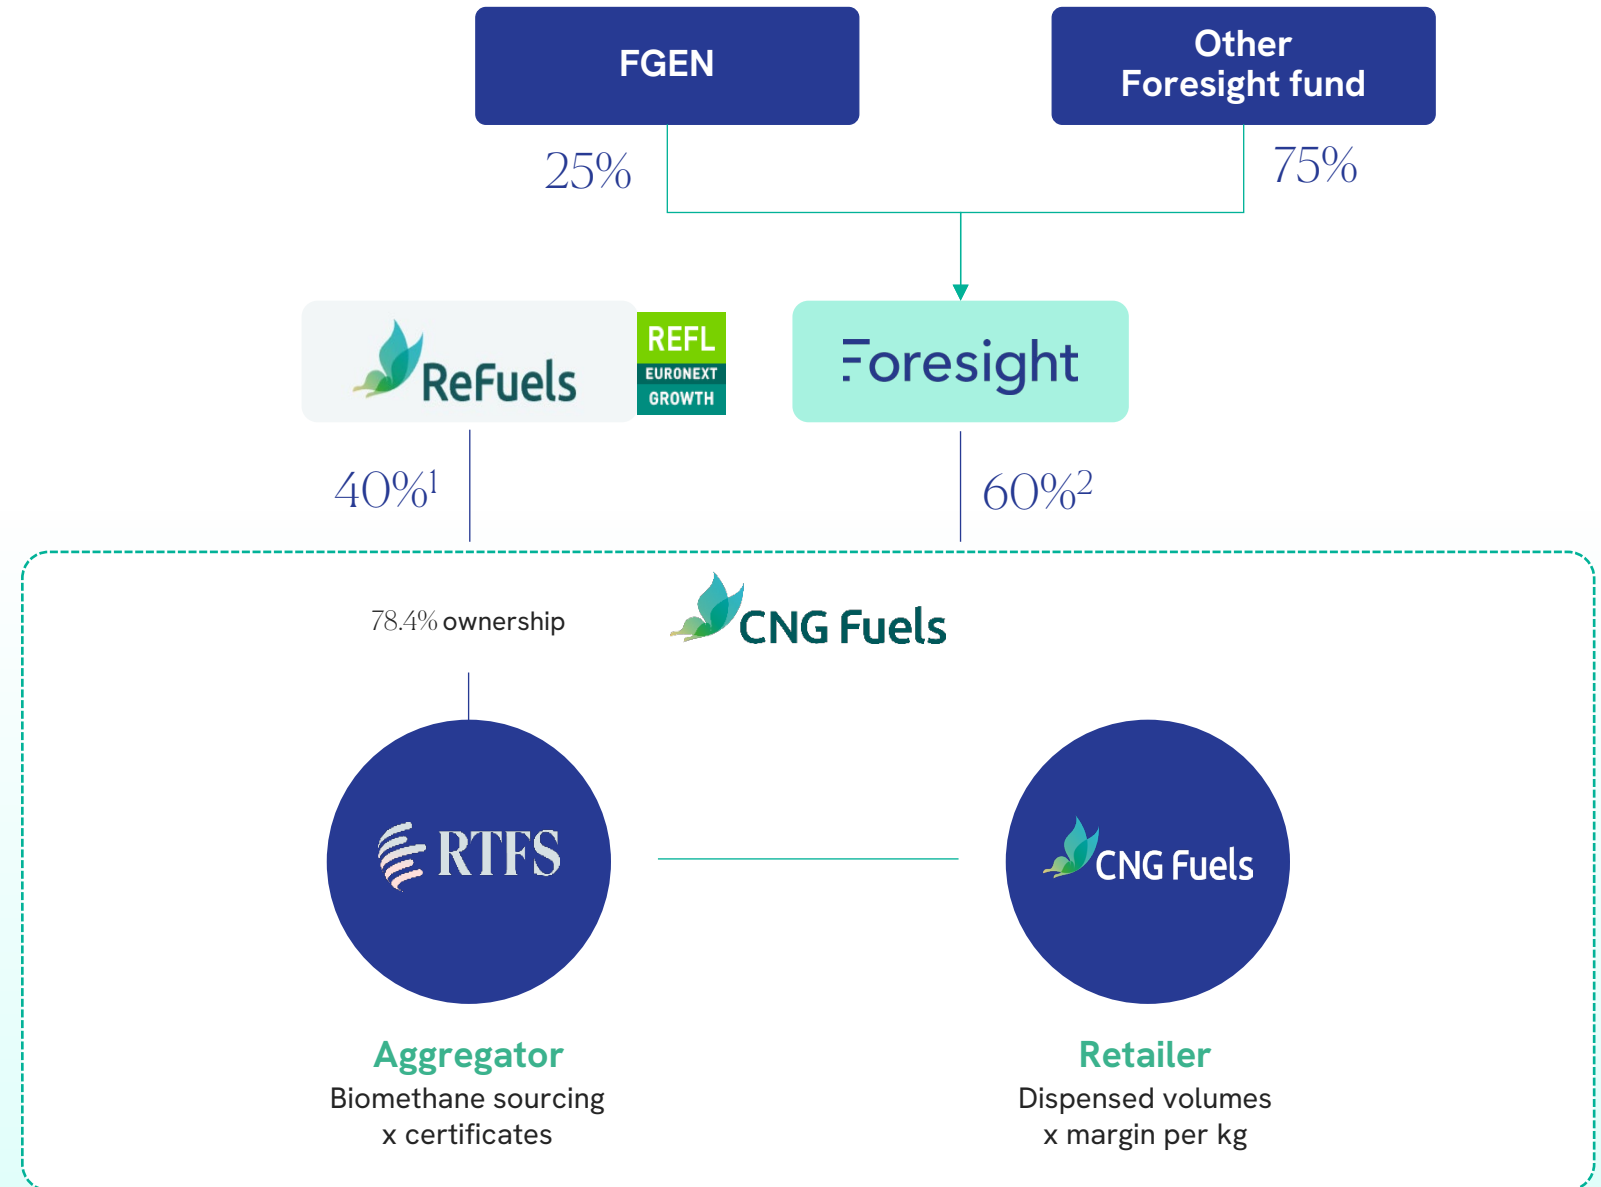 FGEN
Other
Foresight fund
25%
75%
ReFuels
REFL
EURONEXT
GROWTH
Foresight
40%¹
60%²
78.4% ownership
CNG Fuels
RTFS
CNG Fuels
Aggregator
Biomethane sourcing
x certificates
Retailer
Dispensed volumes
x margin per kg